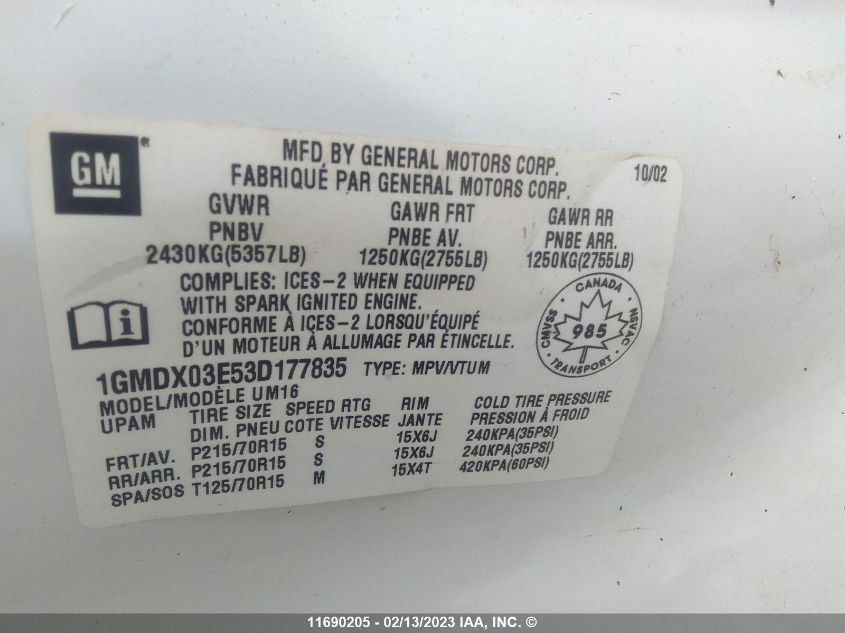 GM®
MFD BY GENERAL MOTORS CORP.
FABRIQUÉ PAR GENERAL MOTORS CORP.
10/02
GVWR GAWR FRT GAWR RR
PNBV PNBE AV. PNBE ARR.
2430KG(5357LB) 1250KG(2755LB) 1250KG(2755LB)
COMPLIES: ICES-2 WHEN EQUIPPED
WITH SPARK IGNITED ENGINE.
CONFORME À ICES-2 LORSQU'ÉQUIPÉ
D'UN MOTEUR À ALLUMAGE PAR ÉTINCELLE.
CANADA
CMVSS 985 NSVAC
TRANSPORT
1GMDX03E53D177835 TYPE: MPV/VTUM
MODEL/MODÈLE UM16
UPAM TIRE SIZE SPEED RTG RIM COLD TIRE PRESSURE
DIM. PNEU COTE VITESSE JANTE PRESSION À FROID
FRT/AV. P215/70R15 S 15X6J 240KPA(35PSI)
RR/ARR. P215/70R15 S 15X6J 240KPA(35PSI)
SPA/SOS T125/70R15 M 15X4T 420KPA(60PSI)
11690205 - 02/13/2023 IAA, INC. ©